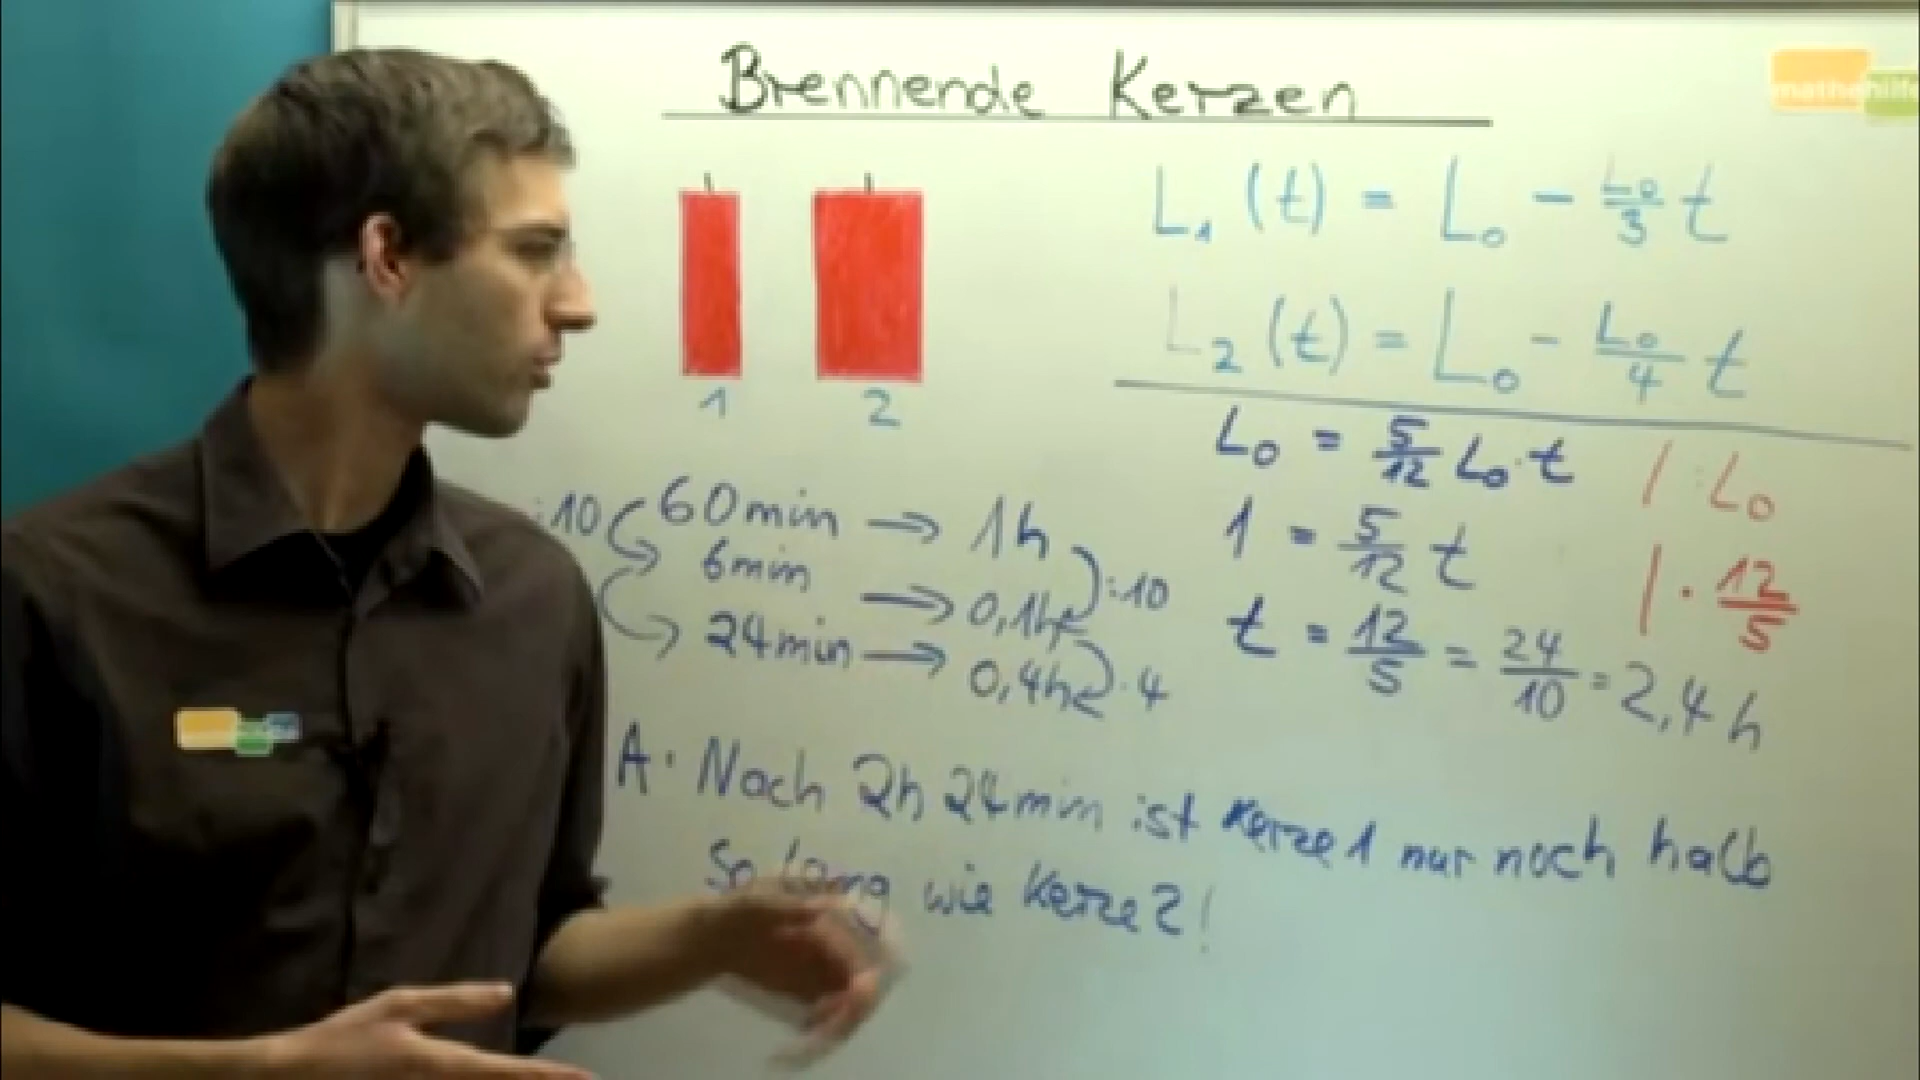 Brennende Kerzen
mathehilfe
L₁(t) = L₀ - L₀/3 t
L₂(t) = L₀ - L₀/4 t
1 2
L₀ = 5/12 L₀·t | :L₀
1 = 5/12 t | · 12/5
t = 12/5 = 24/10 = 2,4 h
:10 60min → 1h
6min → 0,1h :10
24min → 0,4h ·4
A: Nach 2h 24min ist Kerze 1 nur noch halb
so lang wie Kerze 2!